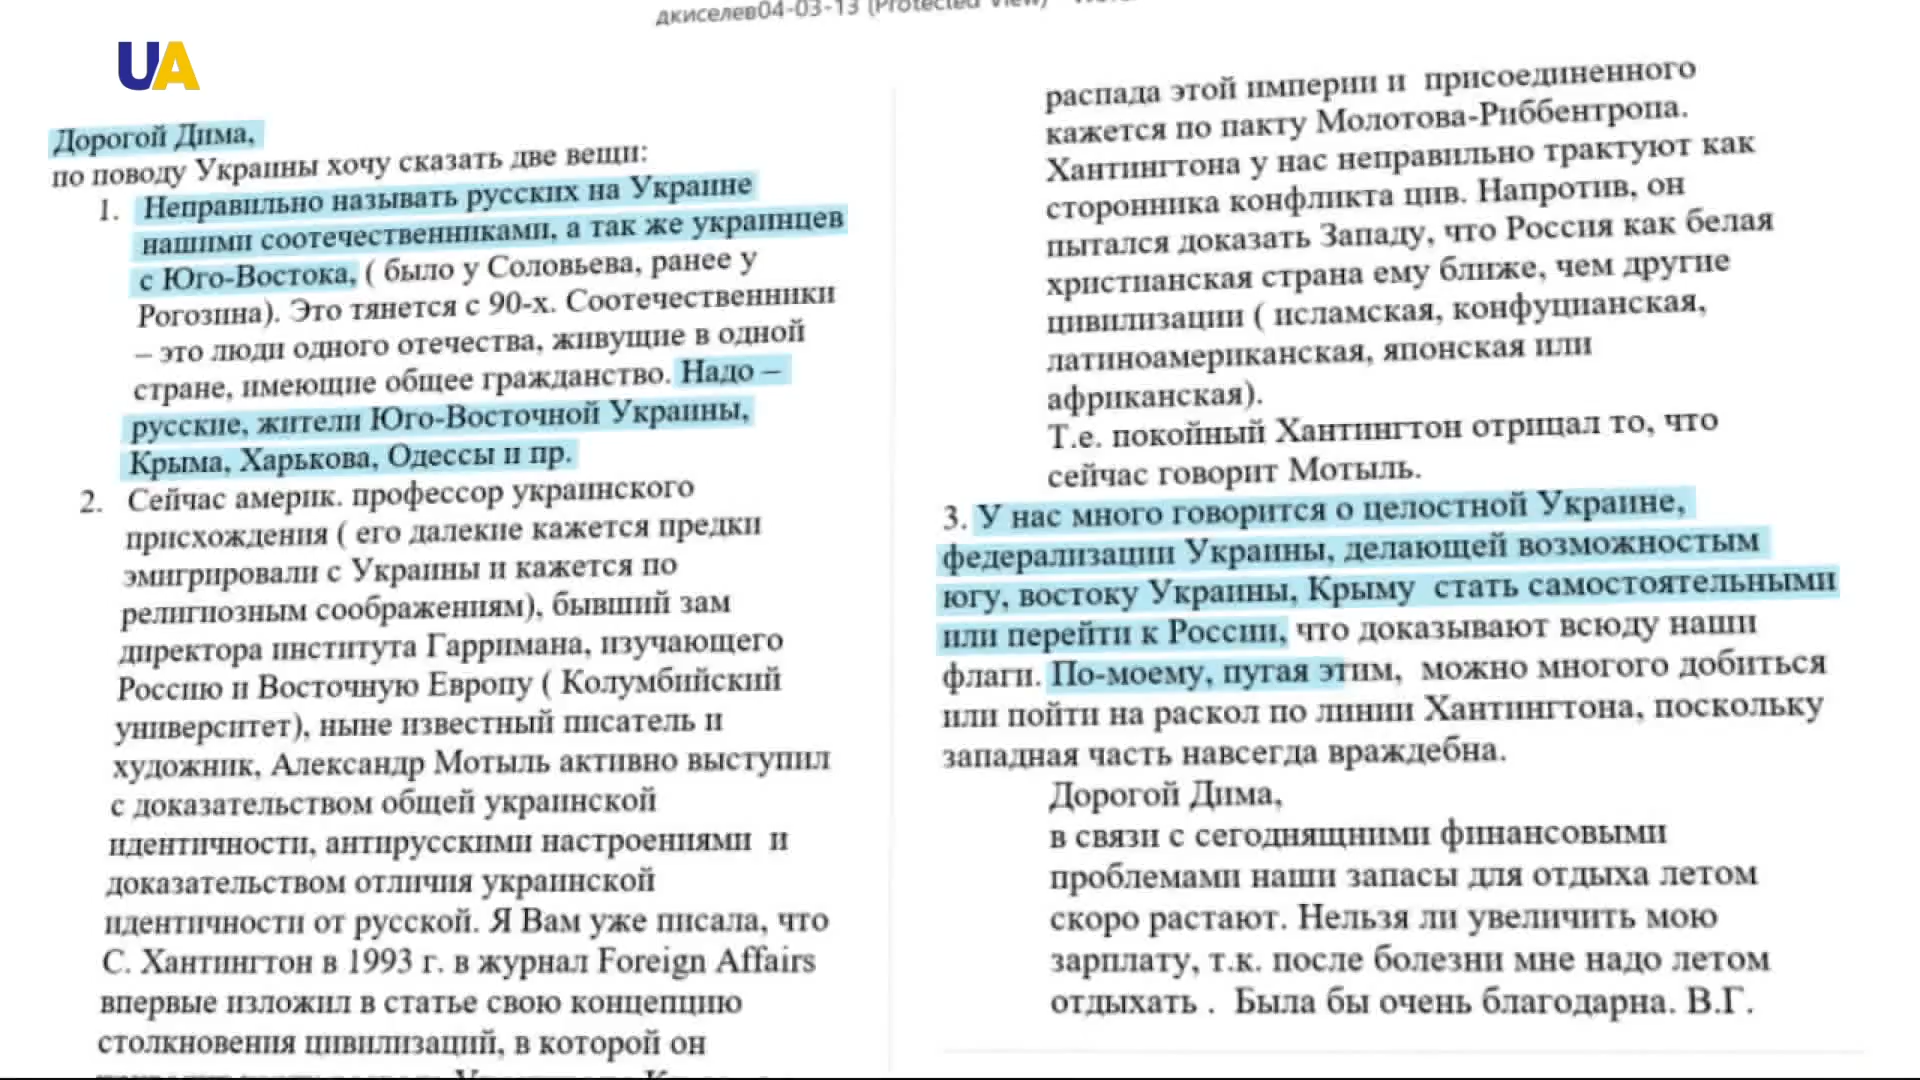 дкиселев04-03-13 (Protected View)
UA
Дорогой Дима,
по поводу Украины хочу сказать две вещи:
1. Неправильно называть русских на Украине
нашими соотечественниками, а так же украинцев
с Юго-Востока, ( было у Соловьева, ранее у
Рогозина). Это тянется с 90-х. Соотечественники
– это люди одного отечества, живущие в одной
стране, имеющие общее гражданство. Надо –
русские, жители Юго-Восточной Украины,
Крыма, Харькова, Одессы и пр.
2. Сейчас америк. профессор украинского
присхождения ( его далекие кажется предки
эмигрировали с Украины и кажется по
религиозным соображениям), бывший зам
директора института Гарримана, изучающего
Россию и Восточную Европу ( Колумбийский
университет), ныне известный писатель и
художник, Александр Мотыль активно выступил
с доказательством общей украинской
идентичности, антирусскими настроениями и
доказательством отличия украинской
идентичности от русской. Я Вам уже писала, что
С. Хантингтон в 1993 г. в журнал Foreign Affairs
впервые изложил в статье свою концепцию
столкновения цивилизаций, в которой он
распада этой империи и присоединенного
кажется по пакту Молотова-Риббентропа.
Хантингтона у нас неправильно трактуют как
сторонника конфликта цив. Напротив, он
пытался доказать Западу, что Россия как белая
христианская страна ему ближе, чем другие
цивилизации ( исламская, конфуцианская,
латиноамериканская, японская или
африканская).
Т.е. покойный Хантингтон отрицал то, что
сейчас говорит Мотыль.
3. У нас много говорится о целостной Украине,
федерализации Украины, делающей возможностым
югу, востоку Украины, Крыму стать самостоятельными
или перейти к России, что доказывают всюду наши
флаги. По-моему, пугая этим, можно многого добиться
или пойти на раскол по линии Хантингтона, поскольку
западная часть навсегда враждебна.
Дорогой Дима,
в связи с сегоднящними финансовыми
проблемами наши запасы для отдыха летом
скоро растают. Нельзя ли увеличить мою
зарплату, т.к. после болезни мне надо летом
отдыхать . Была бы очень благодарна. В.Г.